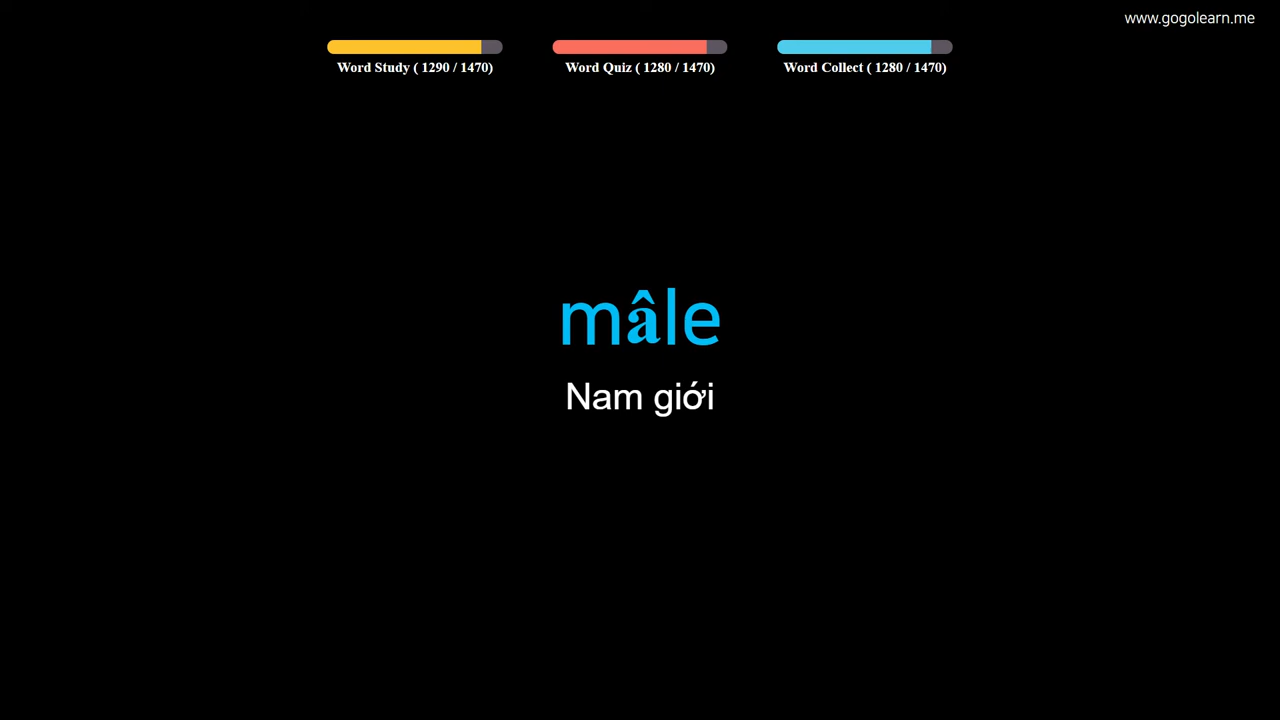 www.gogolearn.me
Word Study ( 1290 / 1470)
Word Quiz ( 1280 / 1470)
Word Collect ( 1280 / 1470)
mâle
Nam giới